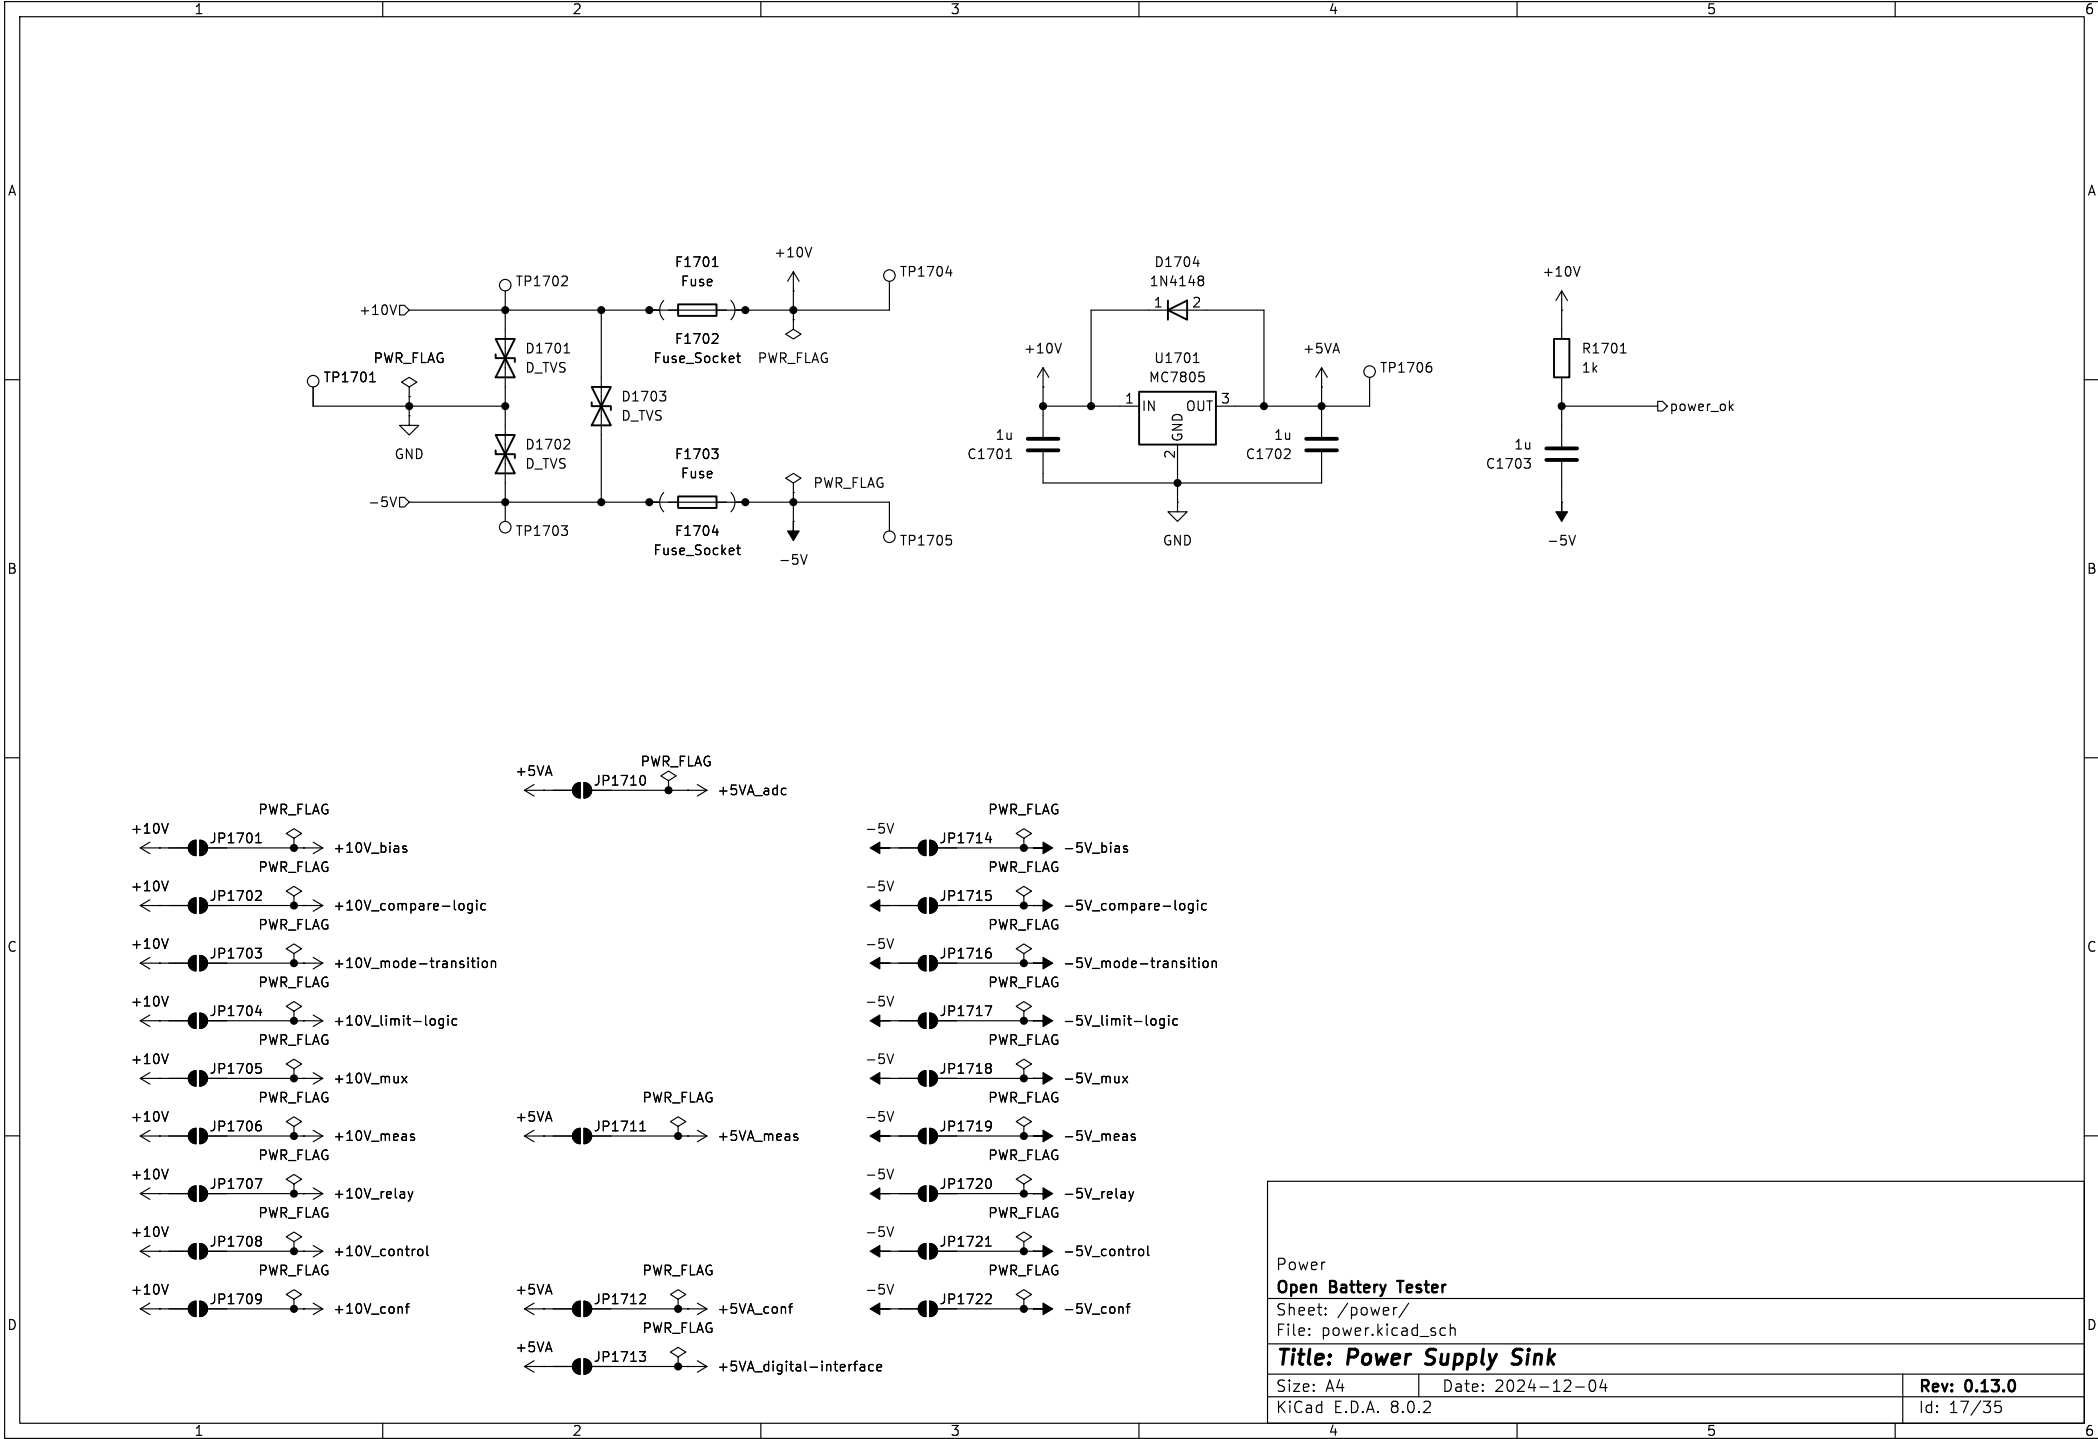 1 2 3 4 5 6
A A
B B
C C
D D
+10V
TP1702
F1701
Fuse
F1702
Fuse_Socket
+10V
PWR_FLAG
TP1704
PWR_FLAG
TP1701
GND
D1701
D_TVS
D1703
D_TVS
D1702
D_TVS
-5V
TP1703
F1703
Fuse
F1704
Fuse_Socket
PWR_FLAG
-5V
TP1705
D1704
1N4148
1 2
+10V
U1701
MC7805
1 IN OUT 3
GND
2
+5VA
TP1706
1u
C1701
1u
C1702
GND
+10V
R1701
1k
power_ok
1u
C1703
-5V
+5VA JP1710 PWR_FLAG +5VA_adc
PWR_FLAG
+10V JP1701 +10V_bias
PWR_FLAG
+10V JP1702 +10V_compare-logic
PWR_FLAG
+10V JP1703 +10V_mode-transition
PWR_FLAG
+10V JP1704 +10V_limit-logic
PWR_FLAG
+10V JP1705 +10V_mux
PWR_FLAG
+10V JP1706 +10V_meas
PWR_FLAG
+10V JP1707 +10V_relay
PWR_FLAG
+10V JP1708 +10V_control
PWR_FLAG
+10V JP1709 +10V_conf
PWR_FLAG
+5VA JP1711 +5VA_meas
PWR_FLAG
+5VA JP1712 +5VA_conf
PWR_FLAG
+5VA JP1713 +5VA_digital-interface
PWR_FLAG
-5V JP1714 -5V_bias
PWR_FLAG
-5V JP1715 -5V_compare-logic
PWR_FLAG
-5V JP1716 -5V_mode-transition
PWR_FLAG
-5V JP1717 -5V_limit-logic
PWR_FLAG
-5V JP1718 -5V_mux
PWR_FLAG
-5V JP1719 -5V_meas
PWR_FLAG
-5V JP1720 -5V_relay
PWR_FLAG
-5V JP1721 -5V_control
PWR_FLAG
-5V JP1722 -5V_conf
Power
Open Battery Tester
Sheet: /power/
File: power.kicad_sch
Title: Power Supply Sink
Size: A4 Date: 2024-12-04 Rev: 0.13.0
KiCad E.D.A. 8.0.2 Id: 17/35
1 2 3 4 5 6